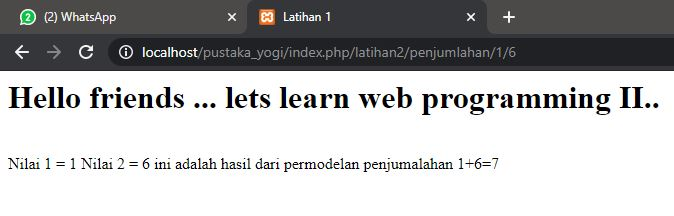 (2) WhatsApp
Latihan 1
localhost/pustaka_yogi/index.php/latihan2/penjumlahan/1/6
Hello friends ... lets learn web programming II..
Nilai 1 = 1 Nilai 2 = 6 ini adalah hasil dari permodelan penjumalahan 1+6=7